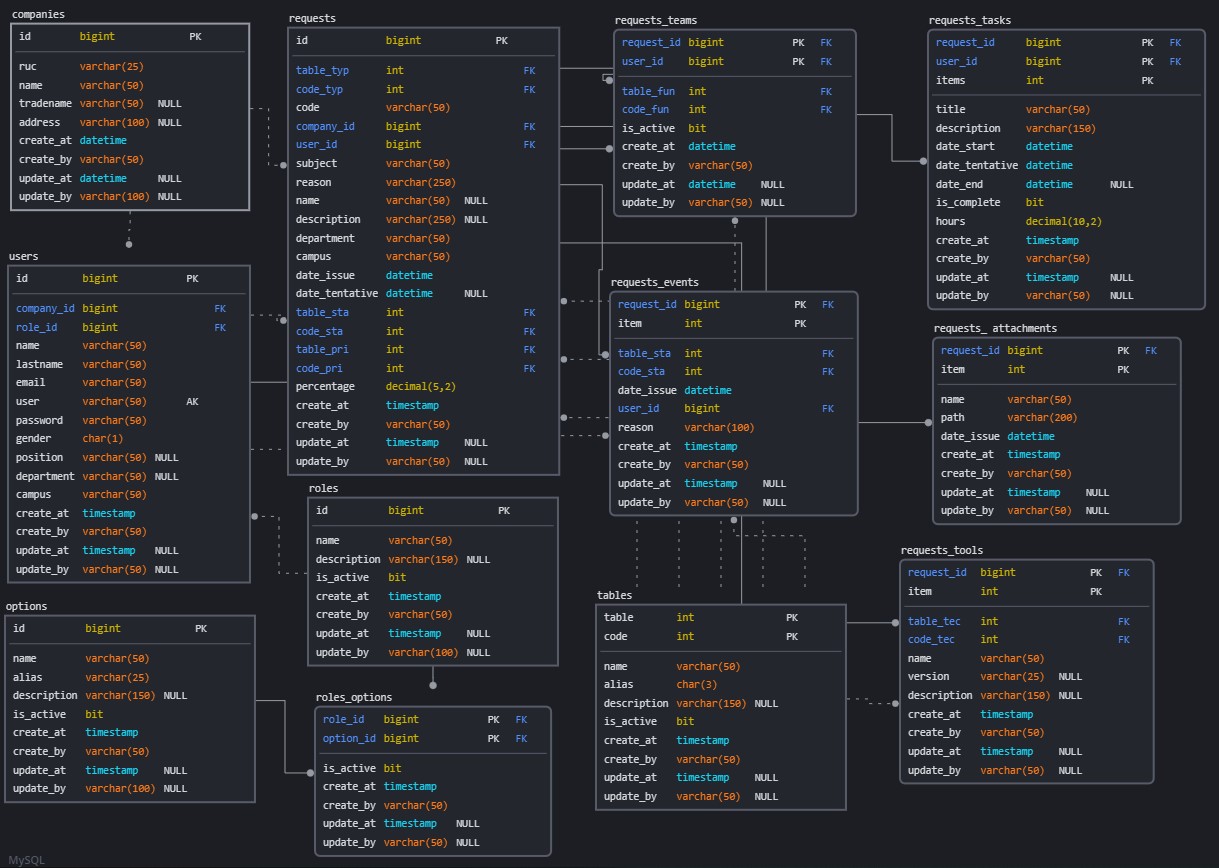 companies
id bigint PK
ruc varchar(25)
name varchar(50)
tradename varchar(50) NULL
address varchar(100) NULL
create_at datetime
create_by varchar(50)
update_at datetime NULL
update_by varchar(100) NULL
users
id bigint PK
company_id bigint FK
role_id bigint FK
name varchar(50)
lastname varchar(50)
email varchar(50)
user varchar(50) AK
password varchar(50)
gender char(1)
position varchar(50) NULL
department varchar(50) NULL
campus varchar(50)
create_at timestamp
create_by varchar(50)
update_at timestamp NULL
update_by varchar(50) NULL
options
id bigint PK
name varchar(50)
alias varchar(25)
description varchar(150) NULL
is_active bit
create_at timestamp
create_by varchar(50)
update_at timestamp NULL
update_by varchar(100) NULL
requests
id bigint PK
table_typ int FK
code_typ int FK
code varchar(50)
company_id bigint FK
user_id bigint FK
subject varchar(50)
reason varchar(250)
name varchar(50) NULL
description varchar(250) NULL
department varchar(50)
campus varchar(50)
date_issue datetime
date_tentative datetime NULL
table_sta int FK
code_sta int FK
table_pri int FK
code_pri int FK
percentage decimal(5,2)
create_at timestamp
create_by varchar(50)
update_at timestamp NULL
update_by varchar(50) NULL
roles
id bigint PK
name varchar(50)
description varchar(150) NULL
is_active bit
create_at timestamp
create_by varchar(50)
update_at timestamp NULL
update_by varchar(100) NULL
roles_options
role_id bigint PK FK
option_id bigint PK FK
is_active bit
create_at timestamp
create_by varchar(50)
update_at timestamp NULL
update_by varchar(50) NULL
requests_teams
request_id bigint PK FK
user_id bigint PK FK
table_fun int FK
code_fun int FK
is_active bit
create_at datetime
create_by varchar(50)
update_at datetime NULL
update_by varchar(50) NULL
requests_events
request_id bigint PK FK
item int PK
table_sta int FK
code_sta int FK
date_issue datetime
user_id bigint FK
reason varchar(100)
create_at timestamp
create_by varchar(50)
update_at timestamp NULL
update_by varchar(50) NULL
tables
table int PK
code int PK
name varchar(50)
alias char(3)
description varchar(150) NULL
is_active bit
create_at timestamp
create_by varchar(50)
update_at timestamp NULL
update_by varchar(50) NULL
requests_tasks
request_id bigint PK FK
user_id bigint PK FK
items int PK
title varchar(50)
description varchar(150)
date_start datetime
date_tentative datetime
date_end datetime NULL
is_complete bit
hours decimal(10,2)
create_at timestamp
create_by varchar(50)
update_at timestamp NULL
update_by varchar(50) NULL
requests_ attachments
request_id bigint PK FK
item int PK
name varchar(50)
path varchar(200)
date_issue datetime
create_at timestamp
create_by varchar(50)
update_at timestamp NULL
update_by varchar(50) NULL
requests_tools
request_id bigint PK FK
item int PK
table_tec int FK
code_tec int FK
name varchar(50)
version varchar(25) NULL
description varchar(150) NULL
create_at timestamp
create_by varchar(50)
update_at timestamp NULL
update_by varchar(50) NULL
MySQL